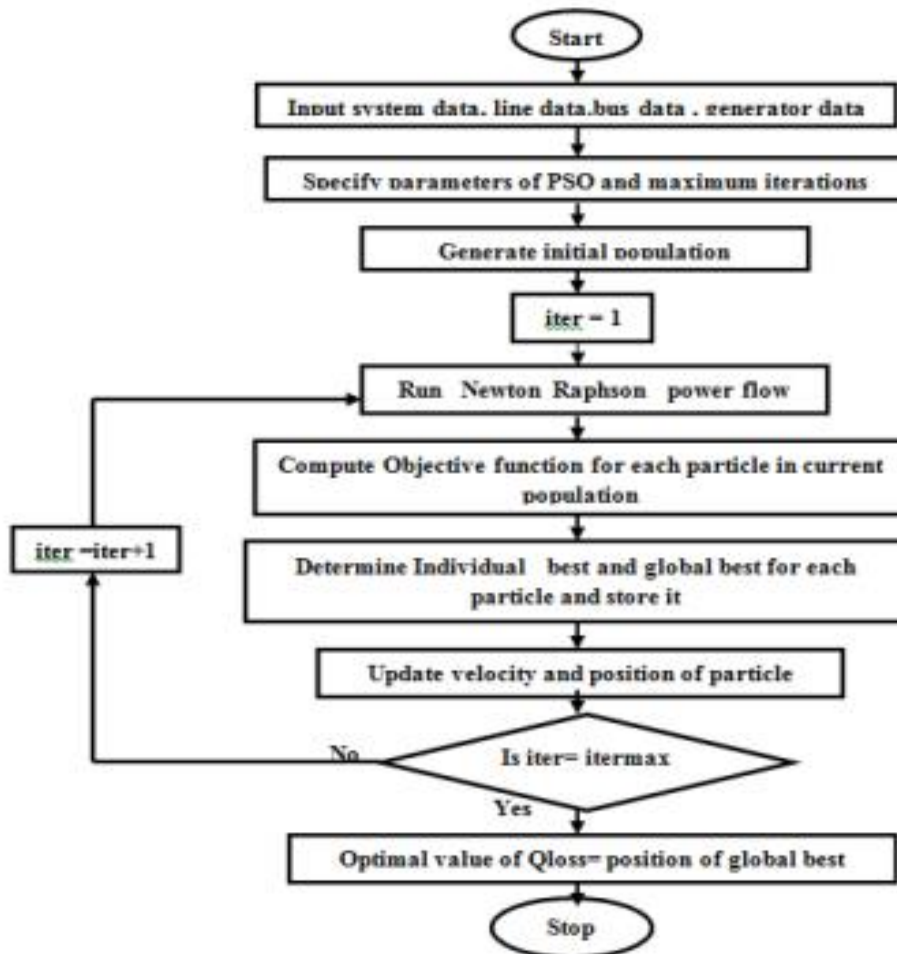 Start
Input system data, line data,bus data , generator data
Specify parameters of PSO and maximum iterations
Generate initial population
iter = 1
Run Newton Raphson power flow
Compute Objective function for each particle in current
population
iter =iter+1
Determine Individual best and global best for each
particle and store it
Update velocity and position of particle
No
Is iter= itermax
Yes
Optimal value of Qloss= position of global best
Stop